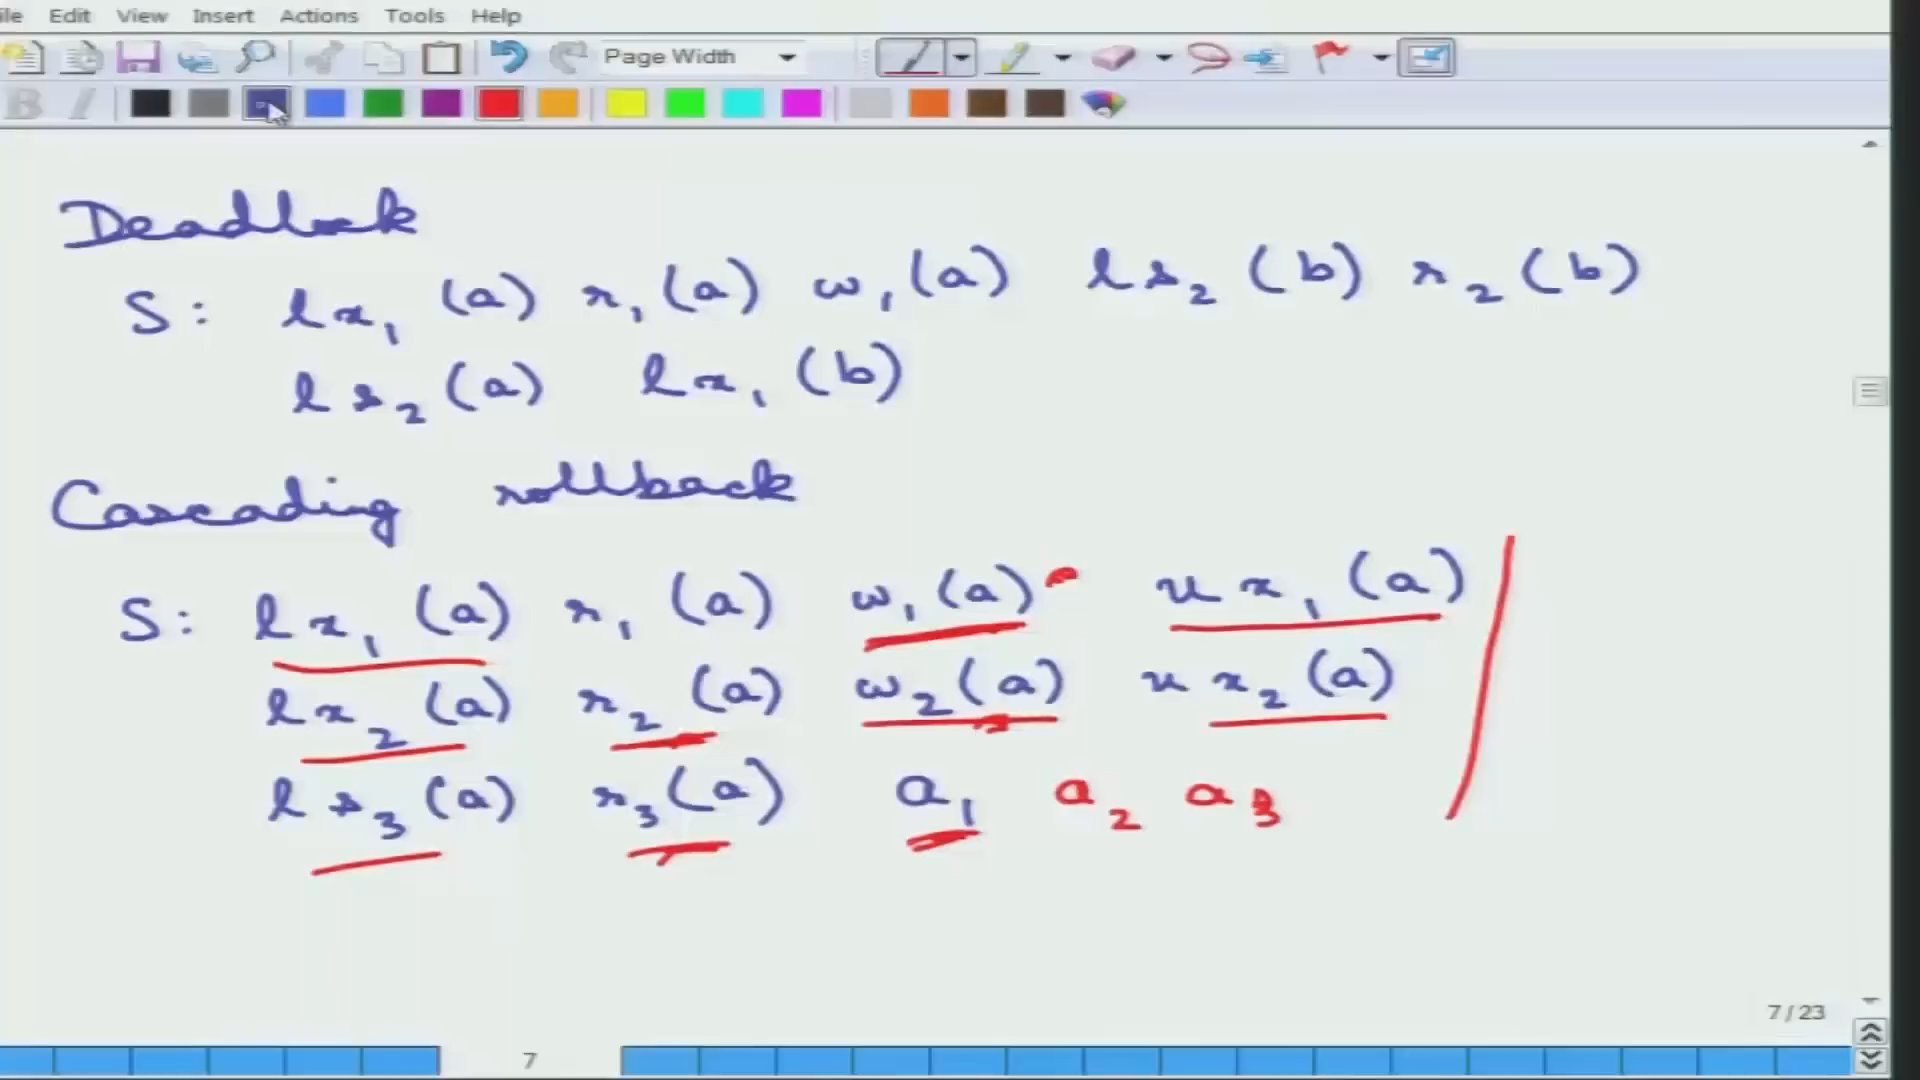 ile Edit View Insert Actions Tools Help
Page Width
B I
Deadlock
S: lx₁(a) r₁(a) w₁(a) ls₂(b) r₂(b)
ls₂(a) lx₁(b)
Cascading rollback
S: lx₁(a) r₁(a) w₁(a) ux₁(a)
lx₂(a) r₂(a) w₂(a) ux₂(a)
ls₃(a) r₃(a) a₁ a₂ a₃
7/23
7